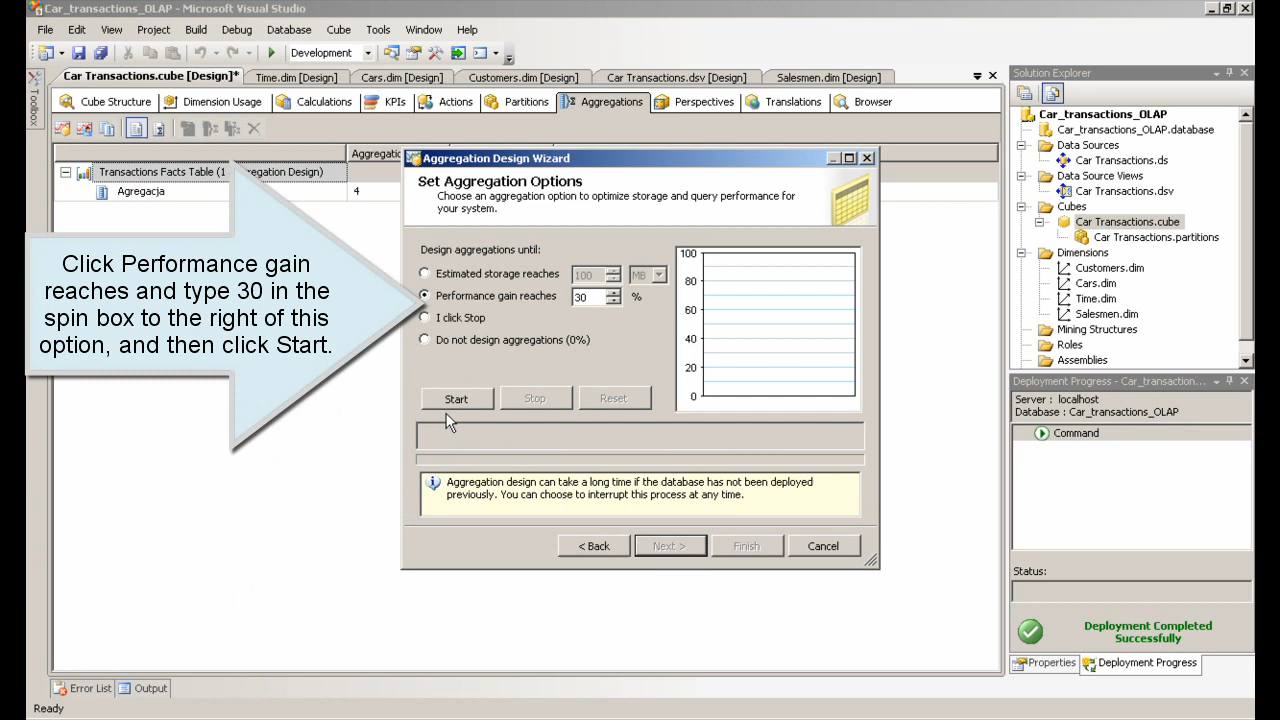 Car_transactions_OLAP - Microsoft Visual Studio
File Edit View Project Build Debug Database Cube Tools Window Help
Development
Car Transactions.cube [Design]* Time.dim [Design] Cars.dim [Design] Customers.dim [Design] Car Transactions.dsv [Design] Salesmen.dim [Design]
Cube Structure Dimension Usage Calculations KPIs Actions Partitions Aggregations Perspectives Translations Browser
Toolbox
Aggregatio
Transactions Facts Table (1 regation Design)
Agregacja 4
Click Performance gain
reaches and type 30 in the
spin box to the right of this
option, and then click Start.
Aggregation Design Wizard
Set Aggregation Options
Choose an aggregation option to optimize storage and query performance for
your system.
Design aggregations until:
Estimated storage reaches 100 MB
Performance gain reaches 30 %
I click Stop
Do not design aggregations (0%)
100
80
60
40
20
0
Start Stop Reset
Aggregation design can take a long time if the database has not been deployed
previously. You can choose to interrupt this process at any time.
< Back Next > Finish Cancel
Solution Explorer
Car_transactions_OLAP
Car_transactions_OLAP.database
Data Sources
Car Transactions.ds
Data Source Views
Car Transactions.dsv
Cubes
Car Transactions.cube
Car Transactions.partitions
Dimensions
Customers.dim
Cars.dim
Time.dim
Salesmen.dim
Mining Structures
Roles
Assemblies
Deployment Progress - Car_transaction...
Server : localhost
Database : Car_transactions_OLAP
Command
Status:
Deployment Completed
Successfully
Properties Deployment Progress
Error List Output
Ready